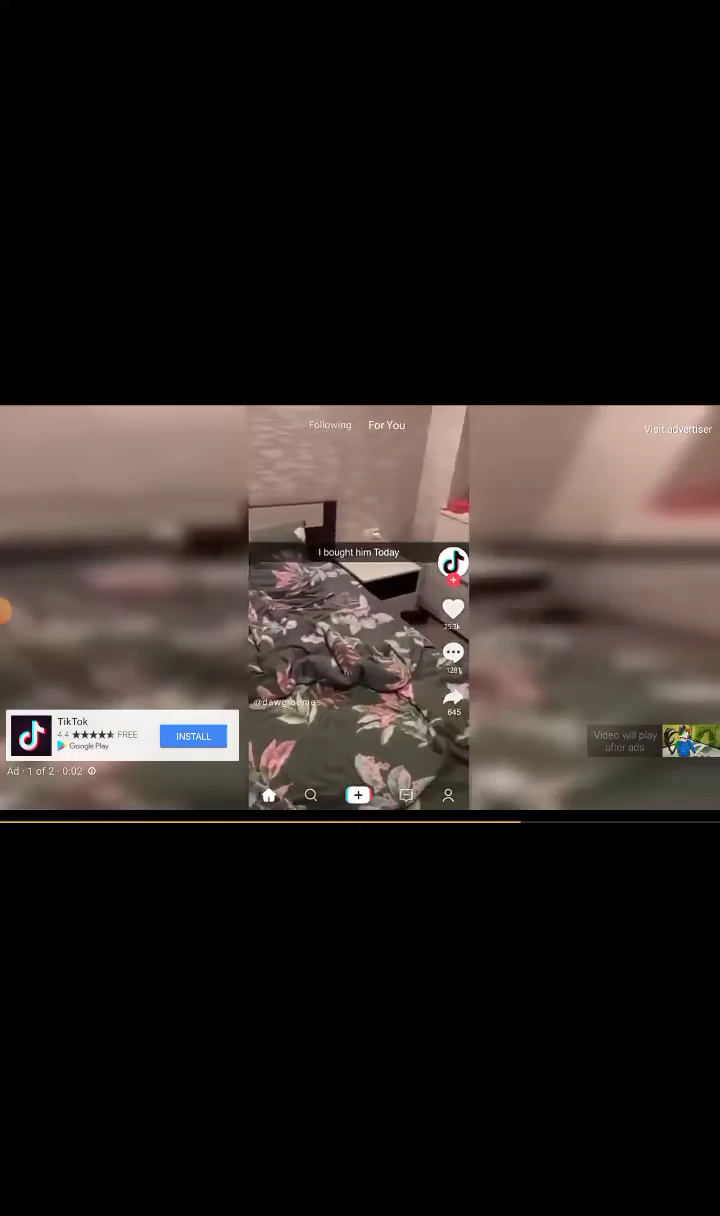 Following For You
Visit advertiser
I bought him Today
25.3k
1281
645
TikTok
4.4 FREE
Google Play
INSTALL
Video will play
after ads
Ad · 1 of 2 · 0:02